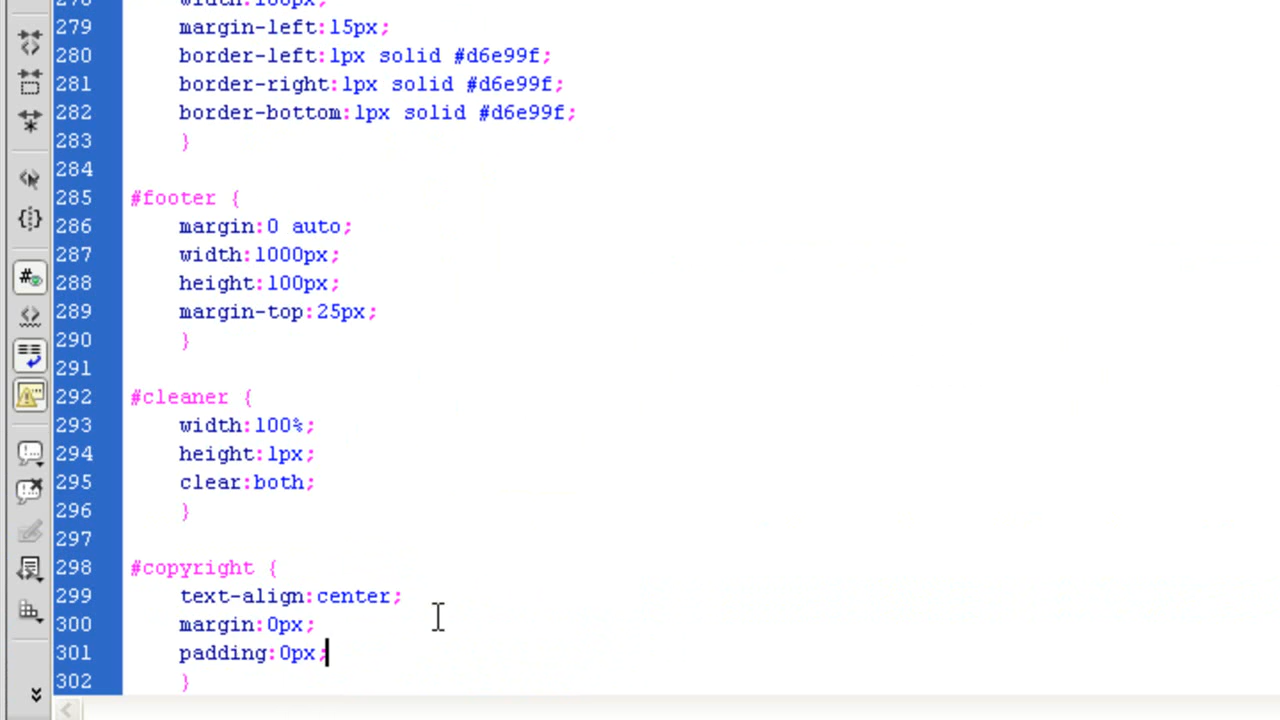 278 width:100px;
279 margin-left:15px;
280 border-left:1px solid #d6e99f;
281 border-right:1px solid #d6e99f;
282 border-bottom:1px solid #d6e99f;
283 }
284
285 #footer {
286 margin:0 auto;
287 width:1000px;
288 height:100px;
289 margin-top:25px;
290 }
291
292 #cleaner {
293 width:100%;
294 height:1px;
295 clear:both;
296 }
297
298 #copyright {
299 text-align:center;
300 margin:0px;
301 padding:0px;
302 }